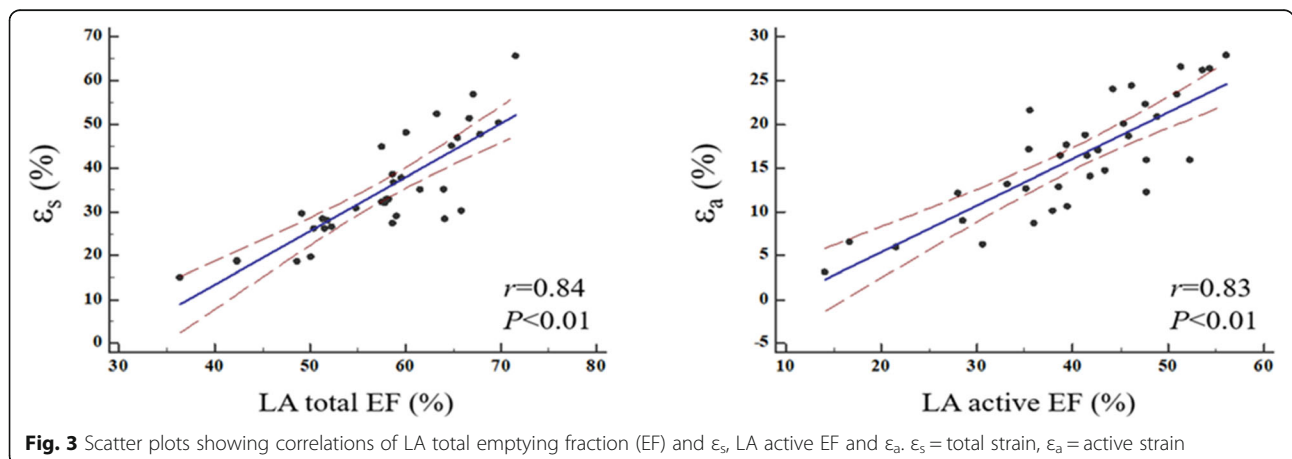 70
60
50
40
30
20
10
0
εs (%)
30 40 50 60 70 80
LA total EF (%)
r=0.84
P<0.01
30
25
20
15
10
5
0
-5
εa (%)
10 20 30 40 50 60
LA active EF (%)
r=0.83
P<0.01
Fig. 3 Scatter plots showing correlations of LA total emptying fraction (EF) and εs, LA active EF and εa. εs = total strain, εa = active strain